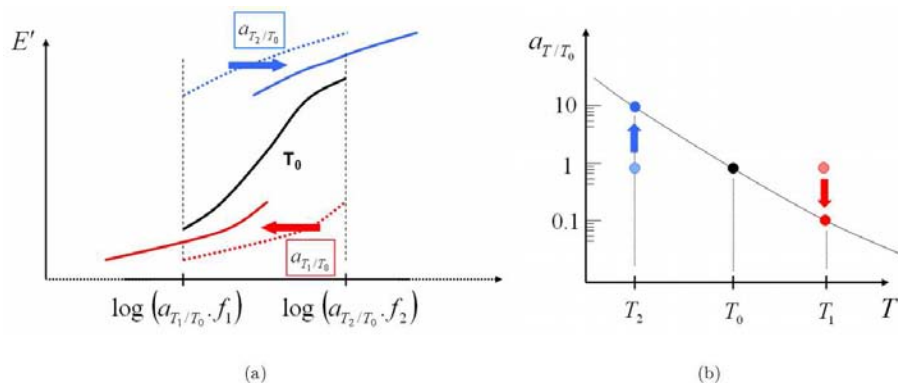 E'
a_{T_2/T_0}
T_0
a_{T_1/T_0}
log (a_{T_1/T_0}.f_1)
log (a_{T_2/T_0}.f_2)
(a)
a_{T/T_0}
10
1
0.1
T_2
T_0
T_1
T
(b)